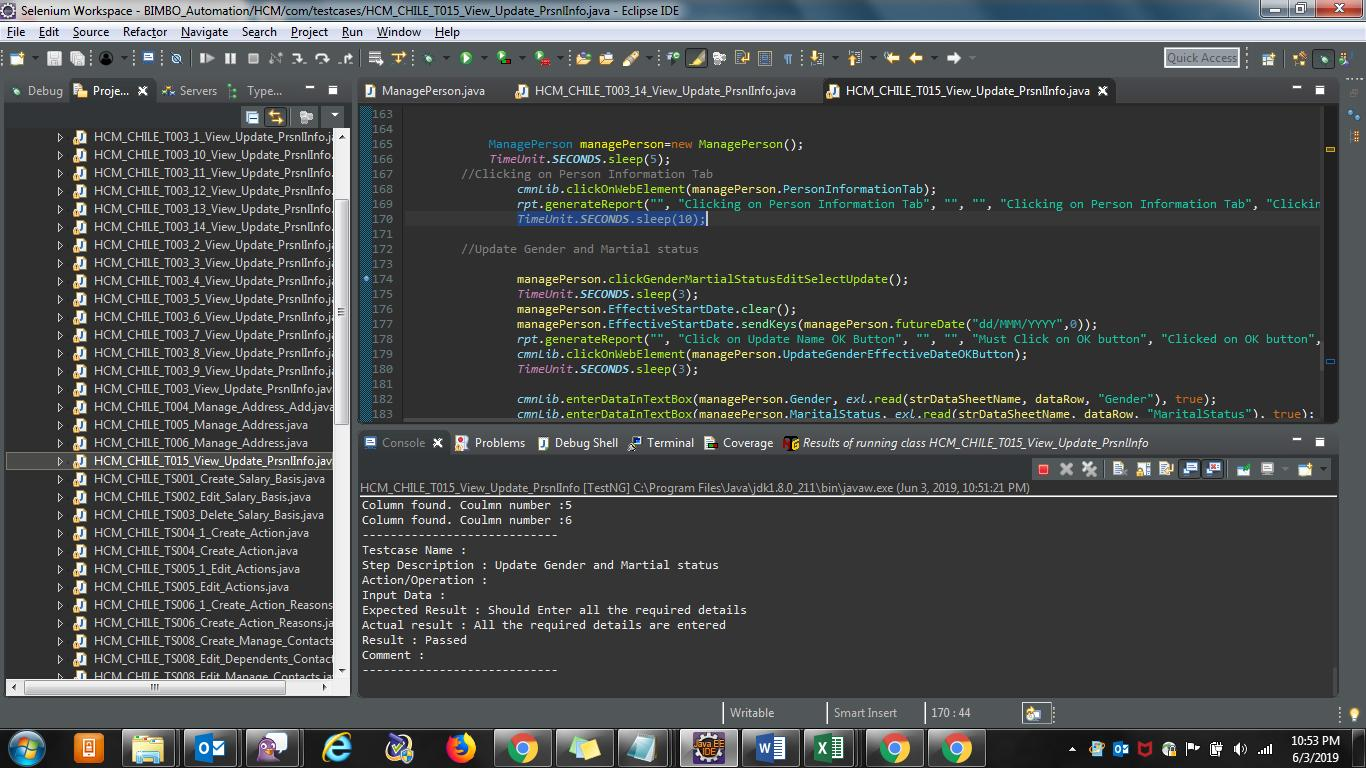 Selenium Workspace - BIMBO_Automation/HCM/com/testcases/HCM_CHILE_T015_View_Update_PrsnlInfo.java - Eclipse IDE
File Edit Source Refactor Navigate Search Project Run Window Help
Quick Access
Debug Proje... Servers Type...
HCM_CHILE_T003_1_View_Update_PrsnlInfo.ja
HCM_CHILE_T003_10_View_Update_PrsnlInfo.
HCM_CHILE_T003_11_View_Update_PrsnlInfo.
HCM_CHILE_T003_12_View_Update_PrsnlInfo.
HCM_CHILE_T003_13_View_Update_PrsnlInfo.
HCM_CHILE_T003_14_View_Update_PrsnlInfo.
HCM_CHILE_T003_2_View_Update_PrsnlInfo.j
HCM_CHILE_T003_3_View_Update_PrsnlInfo.j
HCM_CHILE_T003_4_View_Update_PrsnlInfo.j
HCM_CHILE_T003_5_View_Update_PrsnlInfo.j
HCM_CHILE_T003_6_View_Update_PrsnlInfo.j
HCM_CHILE_T003_7_View_Update_PrsnlInfo.j
HCM_CHILE_T003_8_View_Update_PrsnlInfo.j
HCM_CHILE_T003_9_View_Update_PrsnlInfo.j
HCM_CHILE_T003_View_Update_PrsnlInfo.jav
HCM_CHILE_T004_Manage_Address_Add.java
HCM_CHILE_T005_Manage_Address.java
HCM_CHILE_T006_Manage_Address.java
HCM_CHILE_T015_View_Update_PrsnlInfo.jav
HCM_CHILE_TS001_Create_Salary_Basis.java
HCM_CHILE_TS002_Edit_Salary_Basis.java
HCM_CHILE_TS003_Delete_Salary_Basis.java
HCM_CHILE_TS004_1_Create_Action.java
HCM_CHILE_TS004_Create_Action.java
HCM_CHILE_TS005_1_Edit_Actions.java
HCM_CHILE_TS005_Edit_Actions.java
HCM_CHILE_TS006_1_Create_Action_Reasons
HCM_CHILE_TS006_Create_Action_Reasons.ja
HCM_CHILE_TS008_Create_Manage_Contacts
HCM_CHILE_TS008_Edit_Dependents_Contact
HCM_CHILE_TS008_Edit_Manage_Contacts.ja
ManagePerson.java HCM_CHILE_T003_14_View_Update_PrsnlInfo.java HCM_CHILE_T015_View_Update_PrsnlInfo.java
163
164
165 ManagePerson managePerson=new ManagePerson();
166 TimeUnit.SECONDS.sleep(5);
167 //Clicking on Person Information Tab
168 cmnLib.clickOnWebElement(managePerson.PersonInformationTab);
169 rpt.generateReport("", "Clicking on Person Information Tab", "", "", "Clicking on Person Information Tab", "Clickin
170 TimeUnit.SECONDS.sleep(10);
171
172 //Update Gender and Martial status
173
174 managePerson.clickGenderMartialStatusEditSelectUpdate();
175 TimeUnit.SECONDS.sleep(3);
176 managePerson.EffectiveStartDate.clear();
177 managePerson.EffectiveStartDate.sendKeys(managePerson.futureDate("dd/MMM/YYYY",0));
178 rpt.generateReport("", "Click on Update Name OK Button", "", "", "Must Click on OK button", "Clicked on OK button",
179 cmnLib.clickOnWebElement(managePerson.UpdateGenderEffectiveDateOKButton);
180 TimeUnit.SECONDS.sleep(3);
181
182 cmnLib.enterDataInTextBox(managePerson.Gender, exl.read(strDataSheetName, dataRow, "Gender"), true);
183 cmnLib.enterDataInTextBox(managePerson.MaritalStatus, exl.read(strDataSheetName, dataRow, "MaritalStatus"), true);
Console Problems Debug Shell Terminal Coverage Results of running class HCM_CHILE_T015_View_Update_PrsnlInfo
HCM_CHILE_T015_View_Update_PrsnlInfo [TestNG] C:\Program Files\Java\jdk1.8.0_211\bin\javaw.exe (Jun 3, 2019, 10:51:21 PM)
Column found. Coulmn number :5
Column found. Coulmn number :6
----------------------------
Testcase Name :
Step Description : Update Gender and Martial status
Action/Operation :
Input Data :
Expected Result : Should Enter all the required details
Actual result : All the required details are entered
Result : Passed
Comment :
----------------------------
Writable Smart Insert 170 : 44
Java EE IDE
10:53 PM
6/3/2019